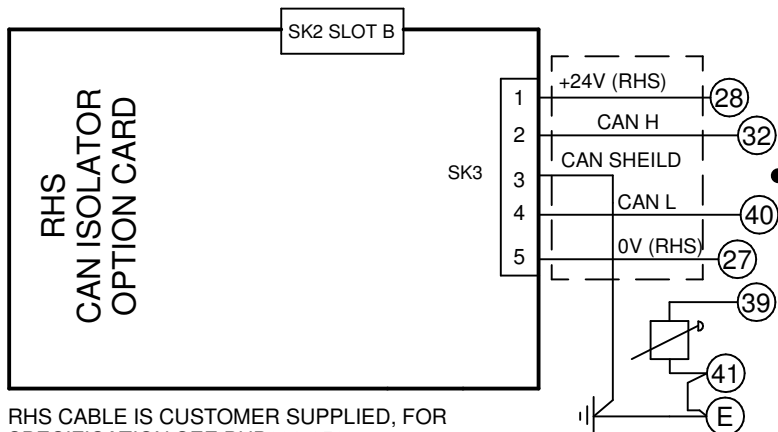 SK2 SLOT B
RHS
CAN ISOLATOR
OPTION CARD
SK3
1
+24V (RHS)
28
2
CAN H
32
3
CAN SHEILD
4
CAN L
40
5
0V (RHS)
27
39
41
E
RHS CABLE IS CUSTOMER SUPPLIED, FOR